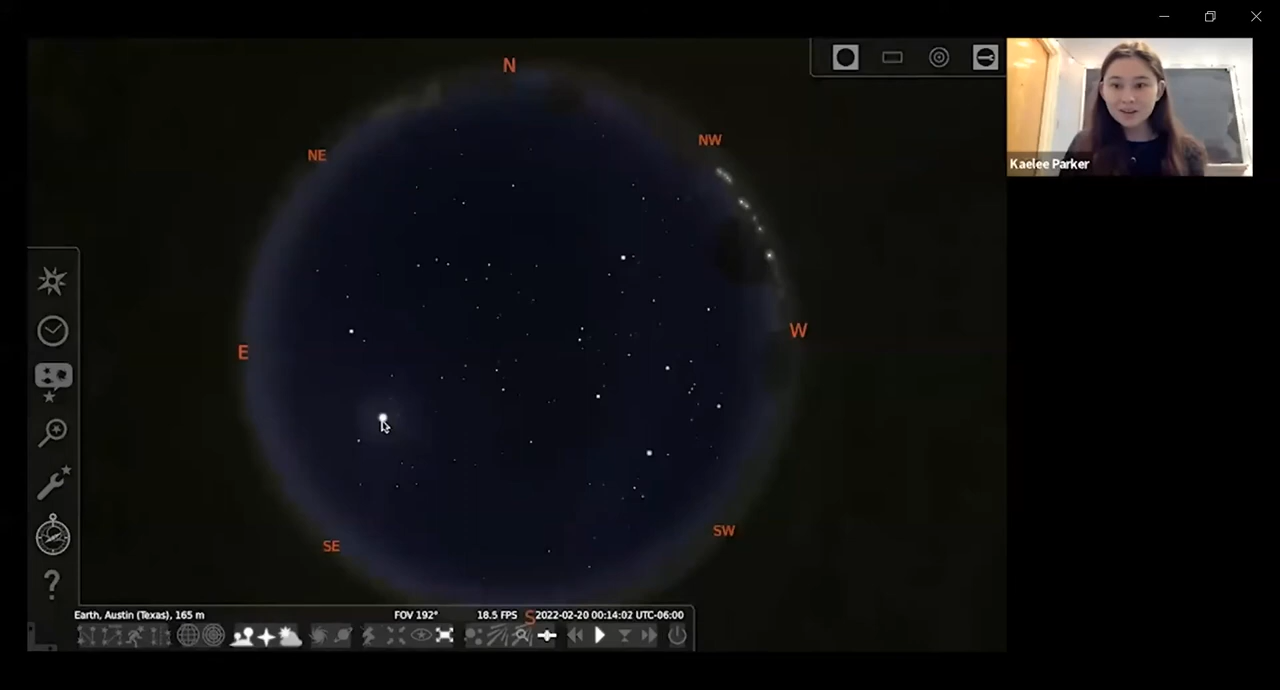 N
NE
NW
Kaelee Parker
E
W
SE
SW
Earth, Austin (Texas), 165 m
FOV 192°
18.5 FPS
S
2022-02-20 00:14:02 UTC-06:00